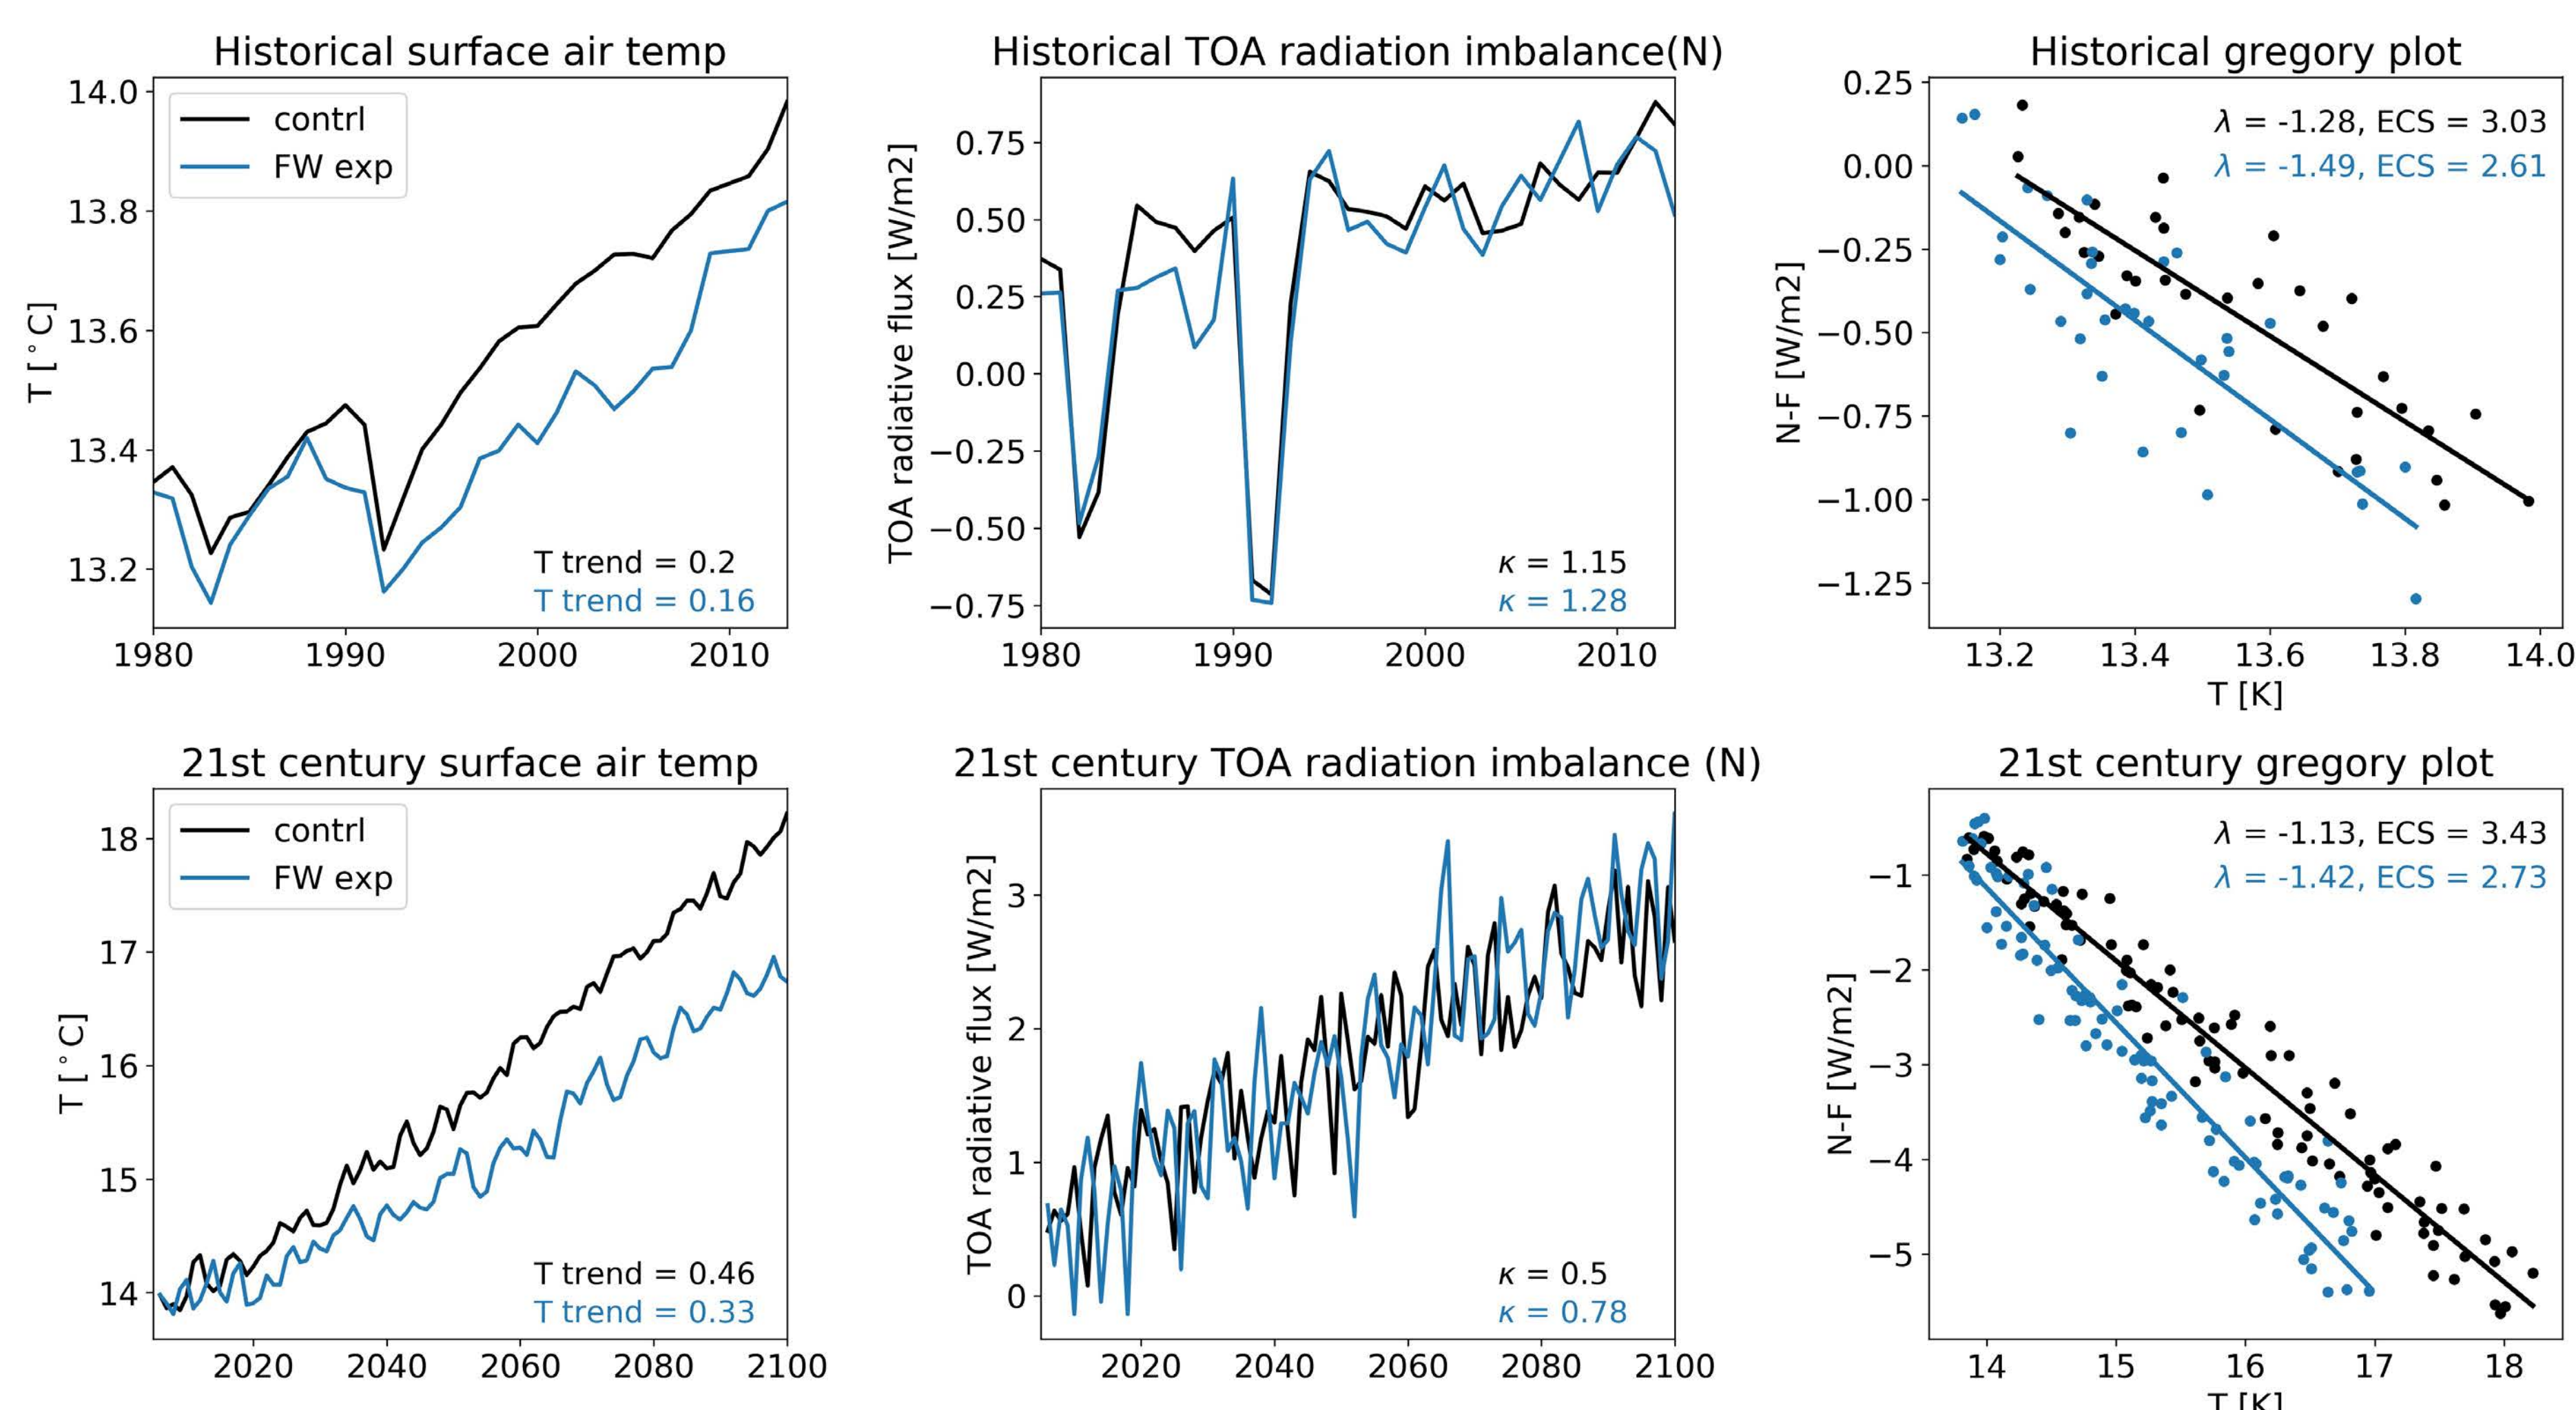 Historical surface air temp
14.0
13.8
13.6
13.4
13.2
T [°C]
contrl
FW exp
T trend = 0.2
T trend = 0.16
1980 1990 2000 2010
Historical TOA radiation imbalance(N)
0.75
0.50
0.25
0.00
−0.25
−0.50
−0.75
TOA radiative flux [W/m2]
κ = 1.15
κ = 1.28
1980 1990 2000 2010
Historical gregory plot
0.25
0.00
−0.25
−0.50
−0.75
−1.00
−1.25
N-F [W/m2]
λ = -1.28, ECS = 3.03
λ = -1.49, ECS = 2.61
13.2 13.4 13.6 13.8 14.0
T [K]
21st century surface air temp
18
17
16
15
14
T [°C]
contrl
FW exp
T trend = 0.46
T trend = 0.33
2020 2040 2060 2080 2100
21st century TOA radiation imbalance (N)
3
2
1
0
TOA radiative flux [W/m2]
κ = 0.5
κ = 0.78
2020 2040 2060 2080 2100
21st century gregory plot
−1
−2
−3
−4
−5
N-F [W/m2]
λ = -1.13, ECS = 3.43
λ = -1.42, ECS = 2.73
14 15 16 17 18
T [K]